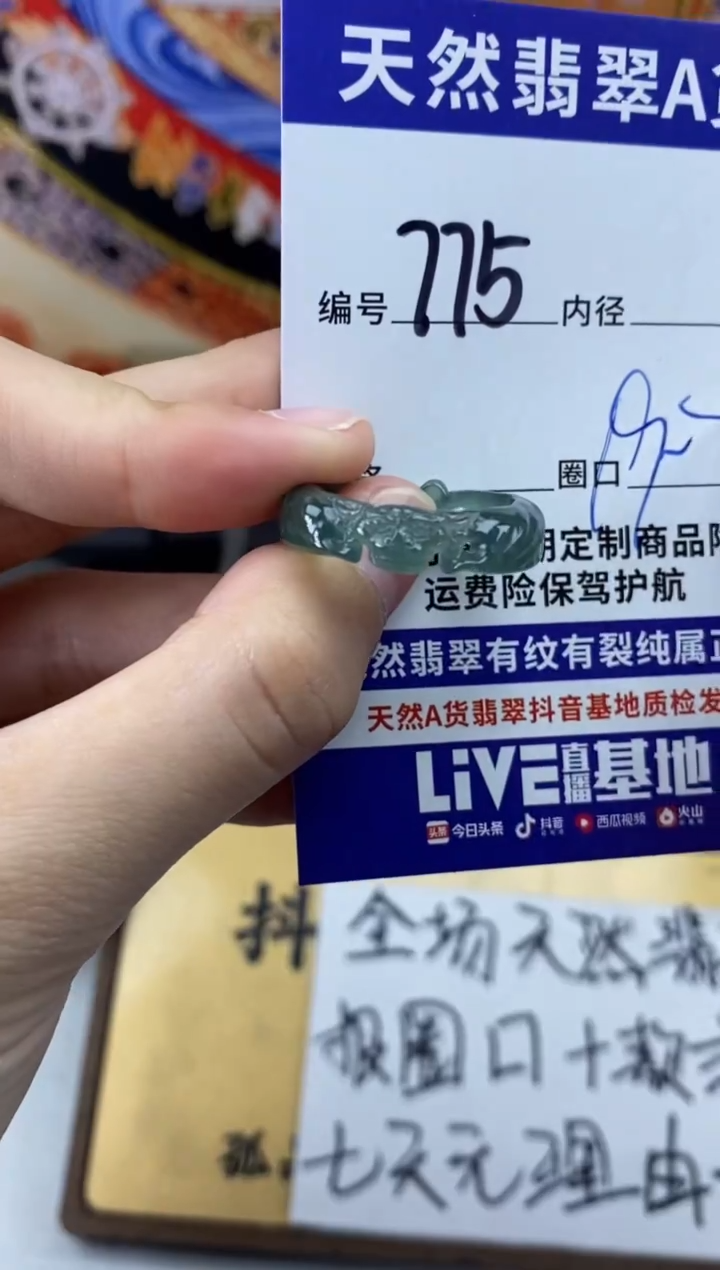 天然翡翠A货
编号 775 内径
圈口
期定制商品
运费险保驾护航
然翡翠有纹有裂纯属正
天然A货翡翠抖音基地质检发
LiVE直播基地
头条 今日头条 抖音 西瓜视频 火山
抖
全场天然翡
报圈口+款
七天无理由